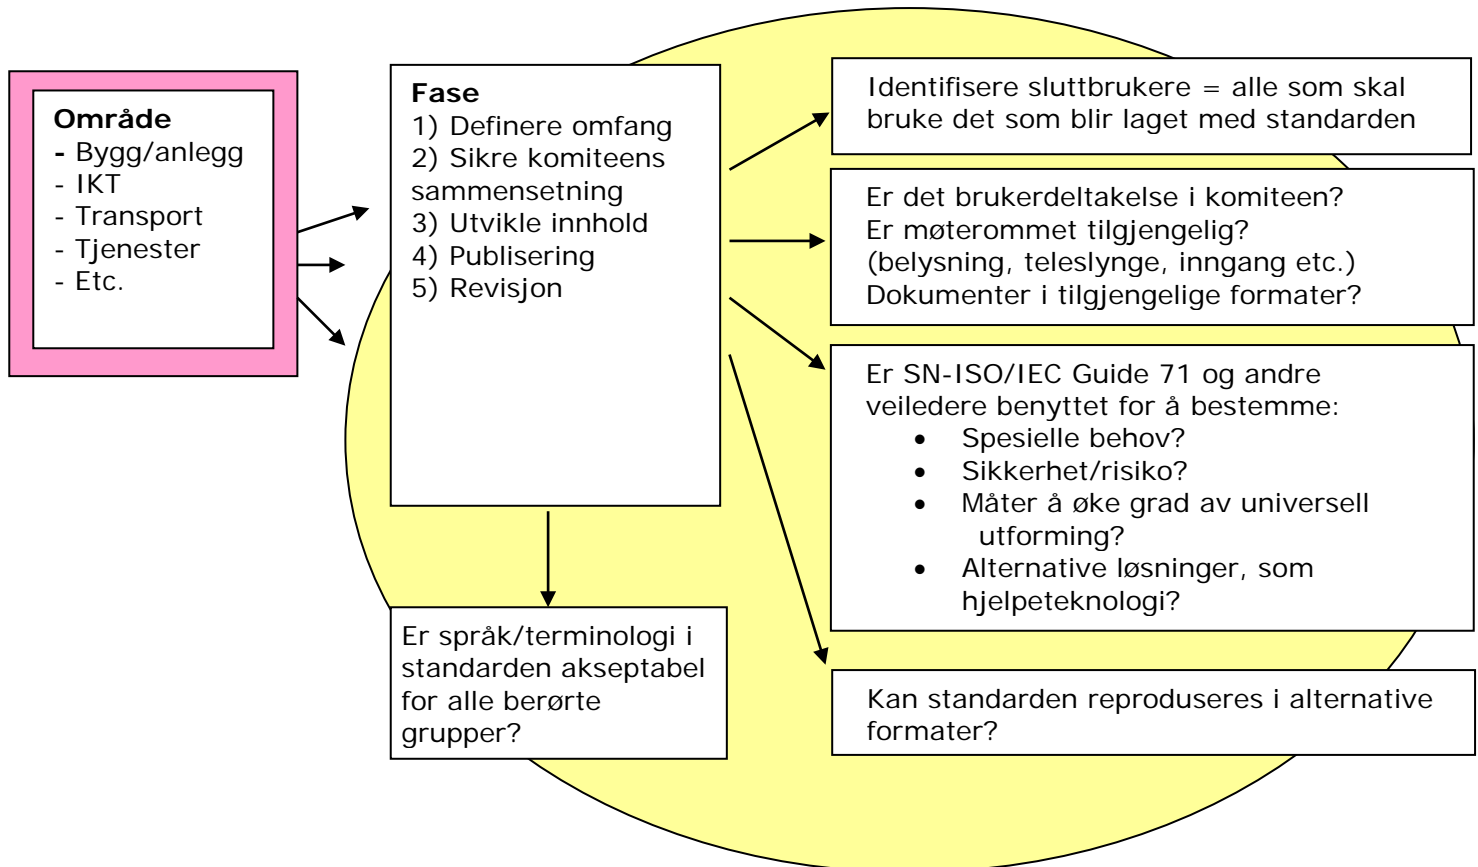 Område
- Bygg/anlegg
- IKT
- Transport
- Tjenester
- Etc.
Fase
1) Definere omfang
2) Sikre komiteens
sammensetning
3) Utvikle innhold
4) Publisering
5) Revisjon
Identifisere sluttbrukere = alle som skal
bruke det som blir laget med standarden
Er det brukerdeltakelse i komiteen?
Er møterommet tilgjengelig?
(belysning, teleslynge, inngang etc.)
Dokumenter i tilgjengelige formater?
Er SN-ISO/IEC Guide 71 og andre
veiledere benyttet for å bestemme:
• Spesielle behov?
• Sikkerhet/risiko?
• Måter å øke grad av universell
utforming?
• Alternative løsninger, som
hjelpeteknologi?
Kan standarden reproduseres i alternative
formater?
Er språk/terminologi i
standarden akseptabel
for alle berørte
grupper?